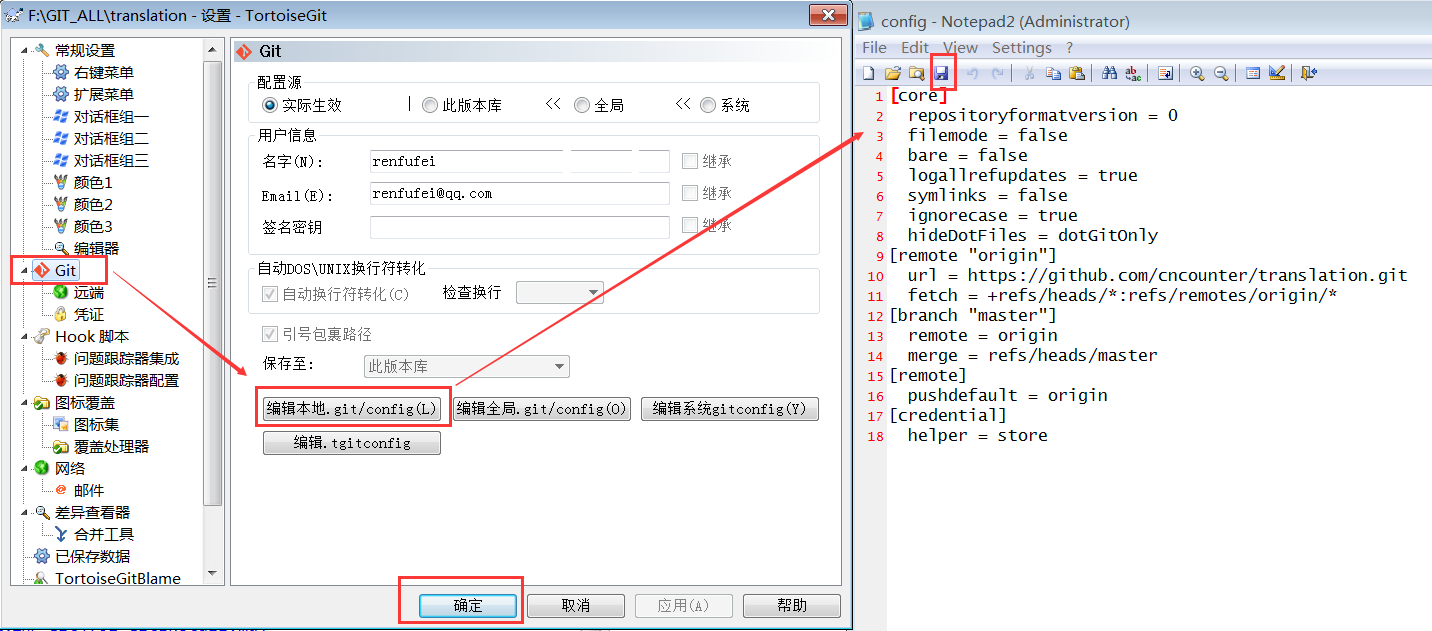 F:\GIT_ALL\translation - 设置 - TortoiseGit
常规设置
右键菜单
扩展菜单
对话框组一
对话框组二
对话框组三
颜色1
颜色2
颜色3
编辑器
Git
远端
凭证
Hook 脚本
问题跟踪器集成
问题跟踪器配置
图标覆盖
图标集
覆盖处理器
网络
邮件
差异查看器
合并工具
已保存数据
TortoiseGitBlame
Git
配置源
实际生效 | 此版本库 << 全局 << 系统
用户信息
名字(N): renfufei 继承
Email(E): renfufei@qq.com 继承
签名密钥 继承
自动DOS\UNIX换行符转化
自动换行符转化(C) 检查换行
引号包裹路径
保存至: 此版本库
编辑本地.git/config(L) 编辑全局.git/config(O) 编辑系统gitconfig(Y)
编辑.tgitconfig
确定 取消 应用(A) 帮助
config - Notepad2 (Administrator)
File Edit View Settings ?
1 [core]
2 repositoryformatversion = 0
3 filemode = false
4 bare = false
5 logallrefupdates = true
6 symlinks = false
7 ignorecase = true
8 hideDotFiles = dotGitOnly
9 [remote "origin"]
10 url = https://github.com/cncounter/translation.git
11 fetch = +refs/heads/*:refs/remotes/origin/*
12 [branch "master"]
13 remote = origin
14 merge = refs/heads/master
15 [remote]
16 pushdefault = origin
17 [credential]
18 helper = store